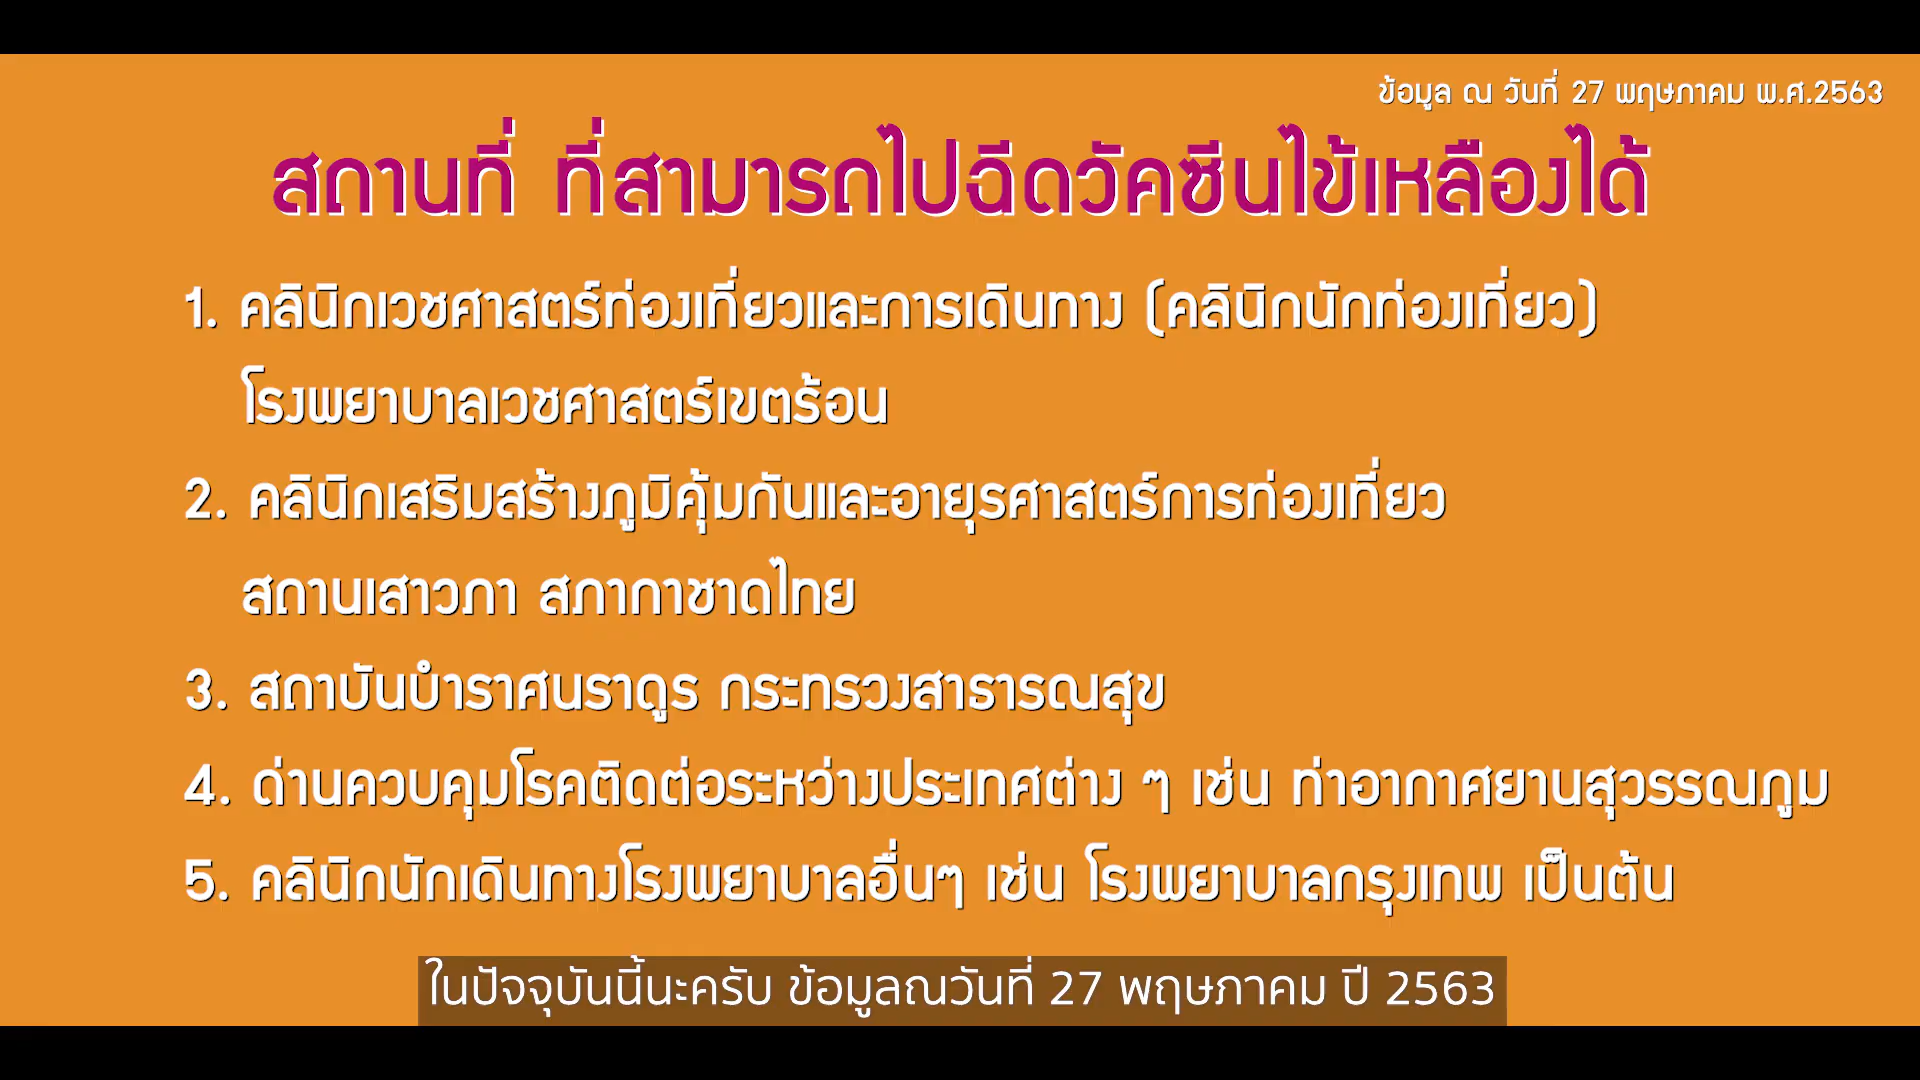 ข้อมูล ณ วันที่ 27 พฤษภาคม พ.ศ.2563
สถานที่ ที่สามารถไปฉีดวัคซีนไข้เหลืองได้
1. คลินิกเวชศาสตร์ท่องเที่ยวและการเดินทาง (คลินิกนักท่องเที่ยว)
โรงพยาบาลเวชศาสตร์เขตร้อน
2. คลินิกเสริมสร้างภูมิคุ้มกันและอายุรศาสตร์การท่องเที่ยว
สถานเสาวภา สภากาชาดไทย
3. สถาบันบำราศนราดูร กระทรวงสาธารณสุข
4. ด่านควบคุมโรคติดต่อระหว่างประเทศต่าง ๆ เช่น ท่าอากาศยานสุวรรณภูม
5. คลินิกนักเดินทางโรงพยาบาลอื่นๆ เช่น โรงพยาบาลกรุงเทพ เป็นต้น
ในปัจจุบันนี้นะครับ ข้อมูลณวันที่ 27 พฤษภาคม ปี 2563